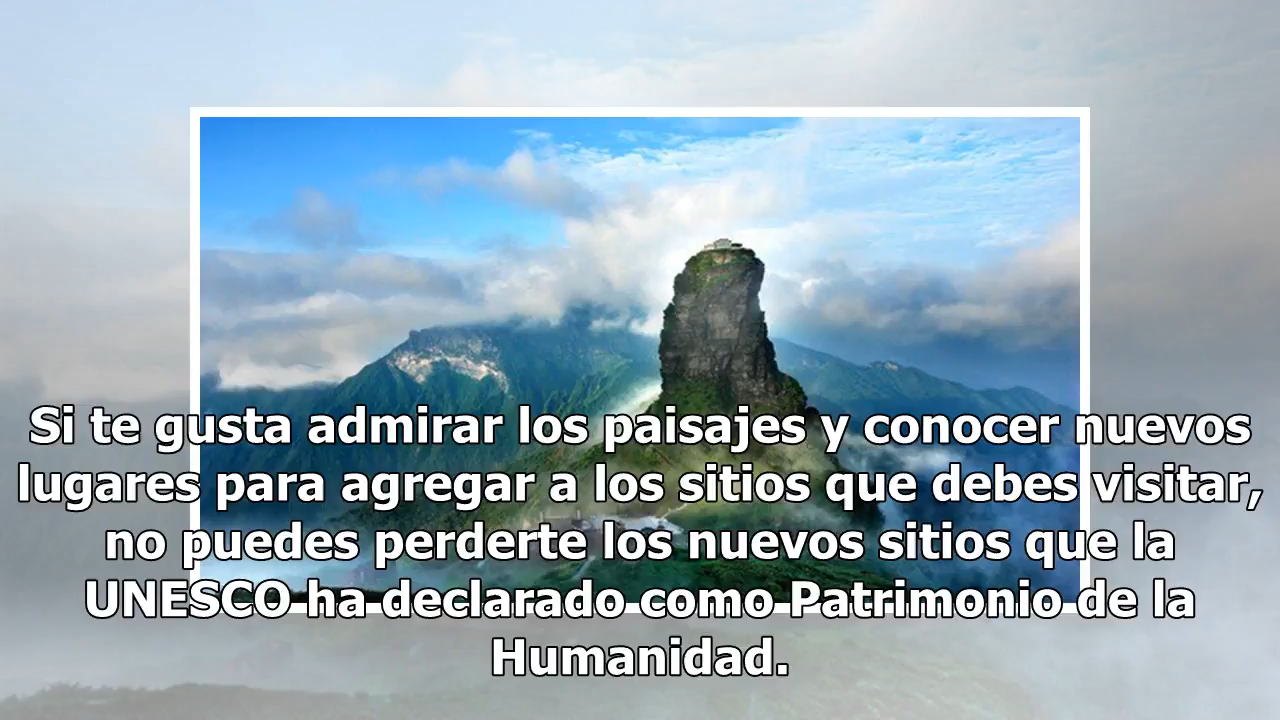 Si te gusta admirar los paisajes y conocer nuevos
lugares para agregar a los sitios que debes visitar,
no puedes perderte los nuevos sitios que la
UNESCO ha declarado como Patrimonio de la
Humanidad.